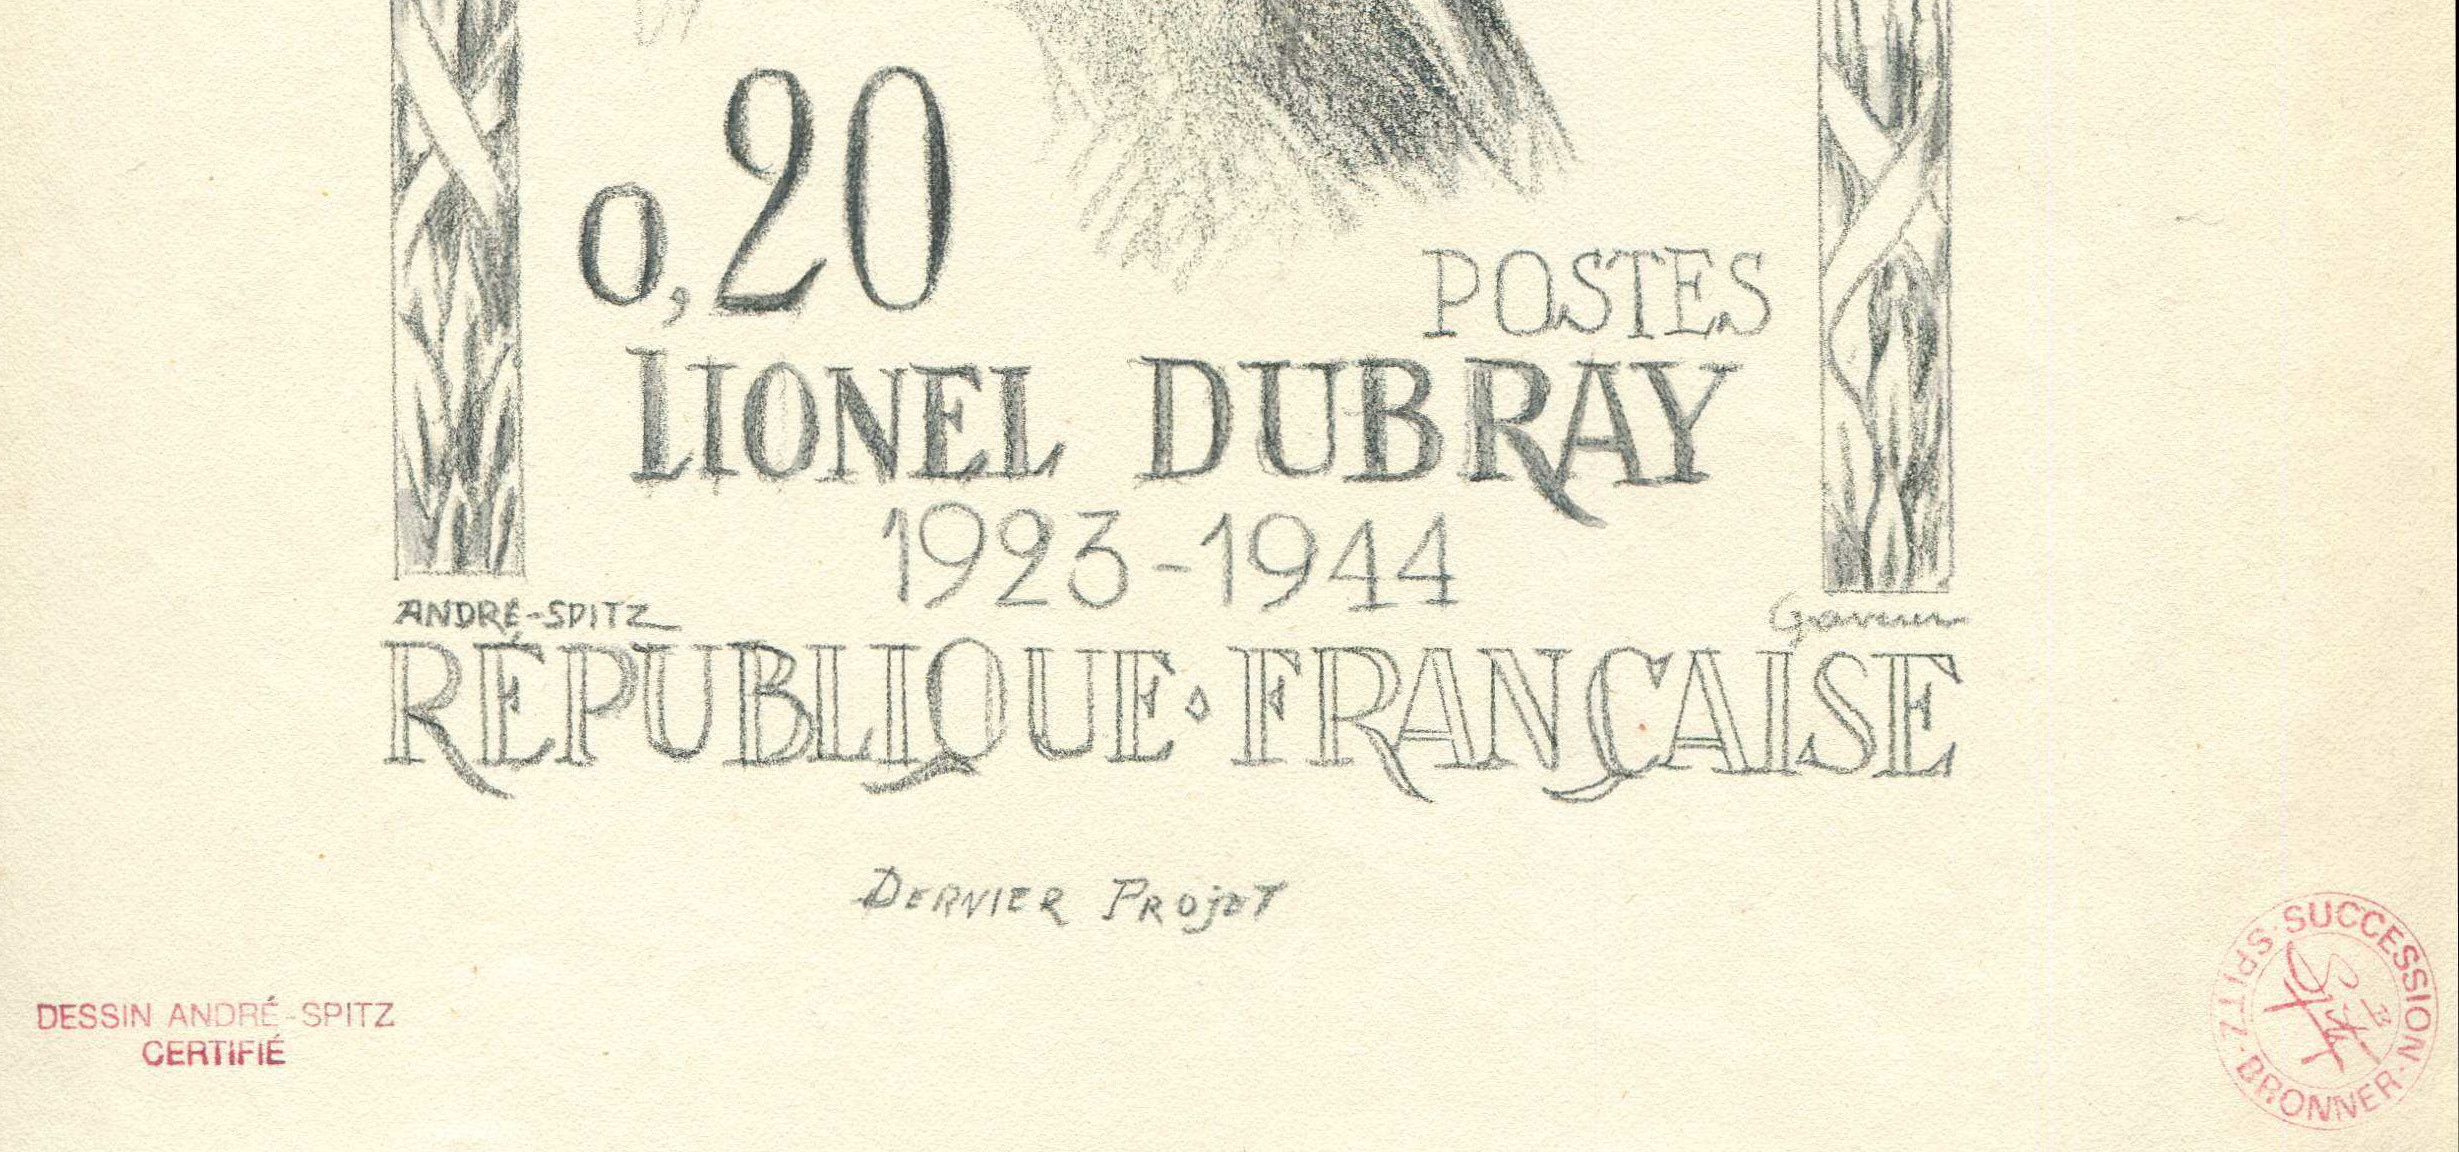 0,20
POSTES
LIONEL DUBRAY
1923-1944
ANDRÉ-SPITZ
RÉPUBLIQUE ⋄ FRANÇAISE
DERNIER PROJET
DESSIN ANDRÉ-SPITZ
CERTIFIÉ
SUCCESSION · BRONNER · SPITZ ·